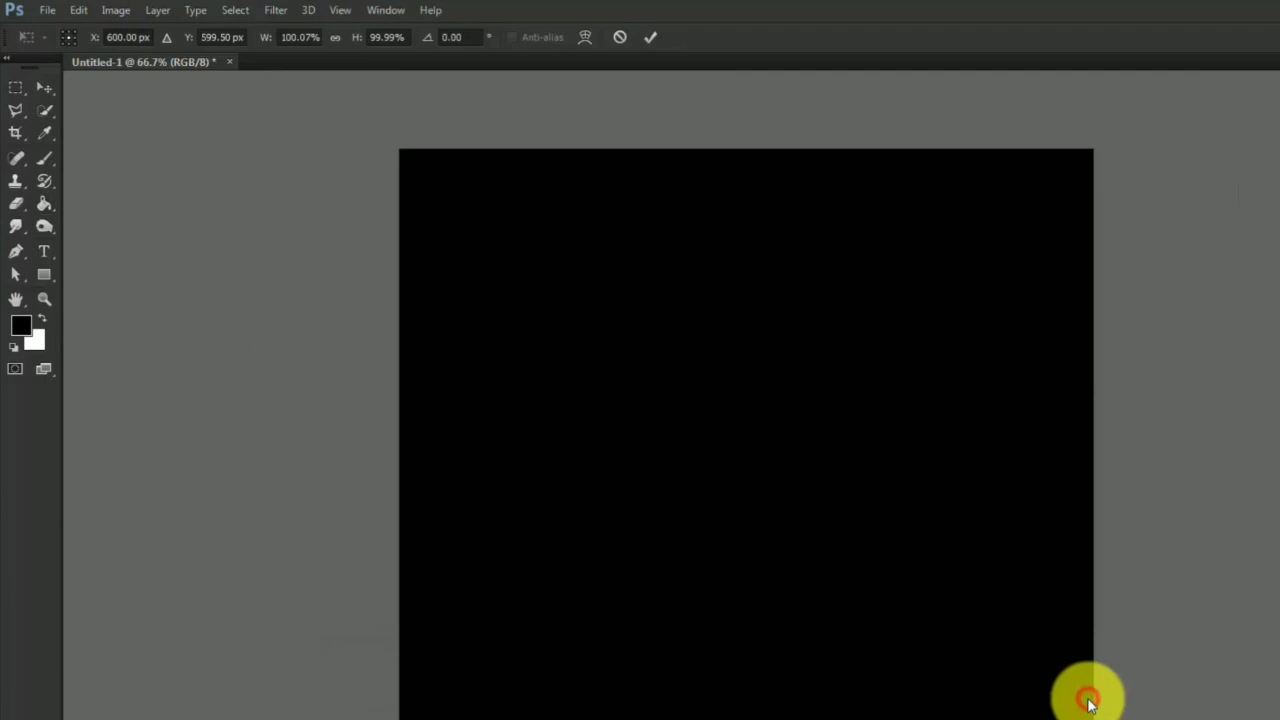 Ps File Edit Image Layer Type Select Filter 3D View Window Help
X: 600.00 px Δ Y: 599.50 px W: 100.07% H: 99.99% 0.00 ° Anti-alias
Untitled-1 @ 66.7% (RGB/8) * ×
T